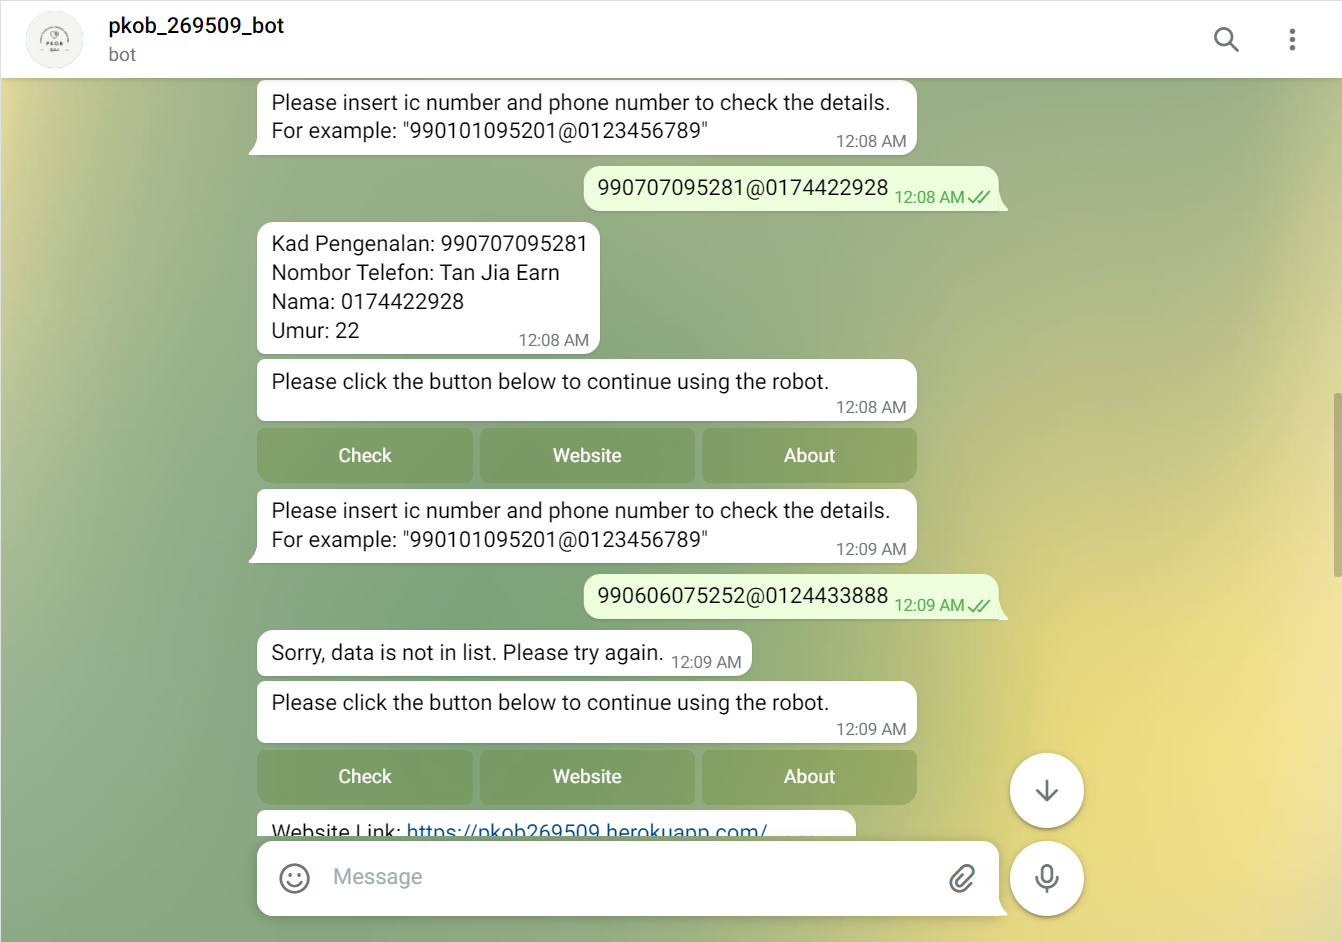 pkob_269509_bot
bot
PKOB
Please insert ic number and phone number to check the details.
For example: "990101095201@0123456789"
12:08 AM
990707095281@0174422928
12:08 AM
Kad Pengenalan: 990707095281
Nombor Telefon: Tan Jia Earn
Nama: 0174422928
Umur: 22
12:08 AM
Please click the button below to continue using the robot.
12:08 AM
Check Website About
Please insert ic number and phone number to check the details.
For example: "990101095201@0123456789"
12:09 AM
990606075252@0124433888
12:09 AM
Sorry, data is not in list. Please try again.
12:09 AM
Please click the button below to continue using the robot.
12:09 AM
Check Website About
Website Link: https://pkob269509.herokuapp.com/
Message